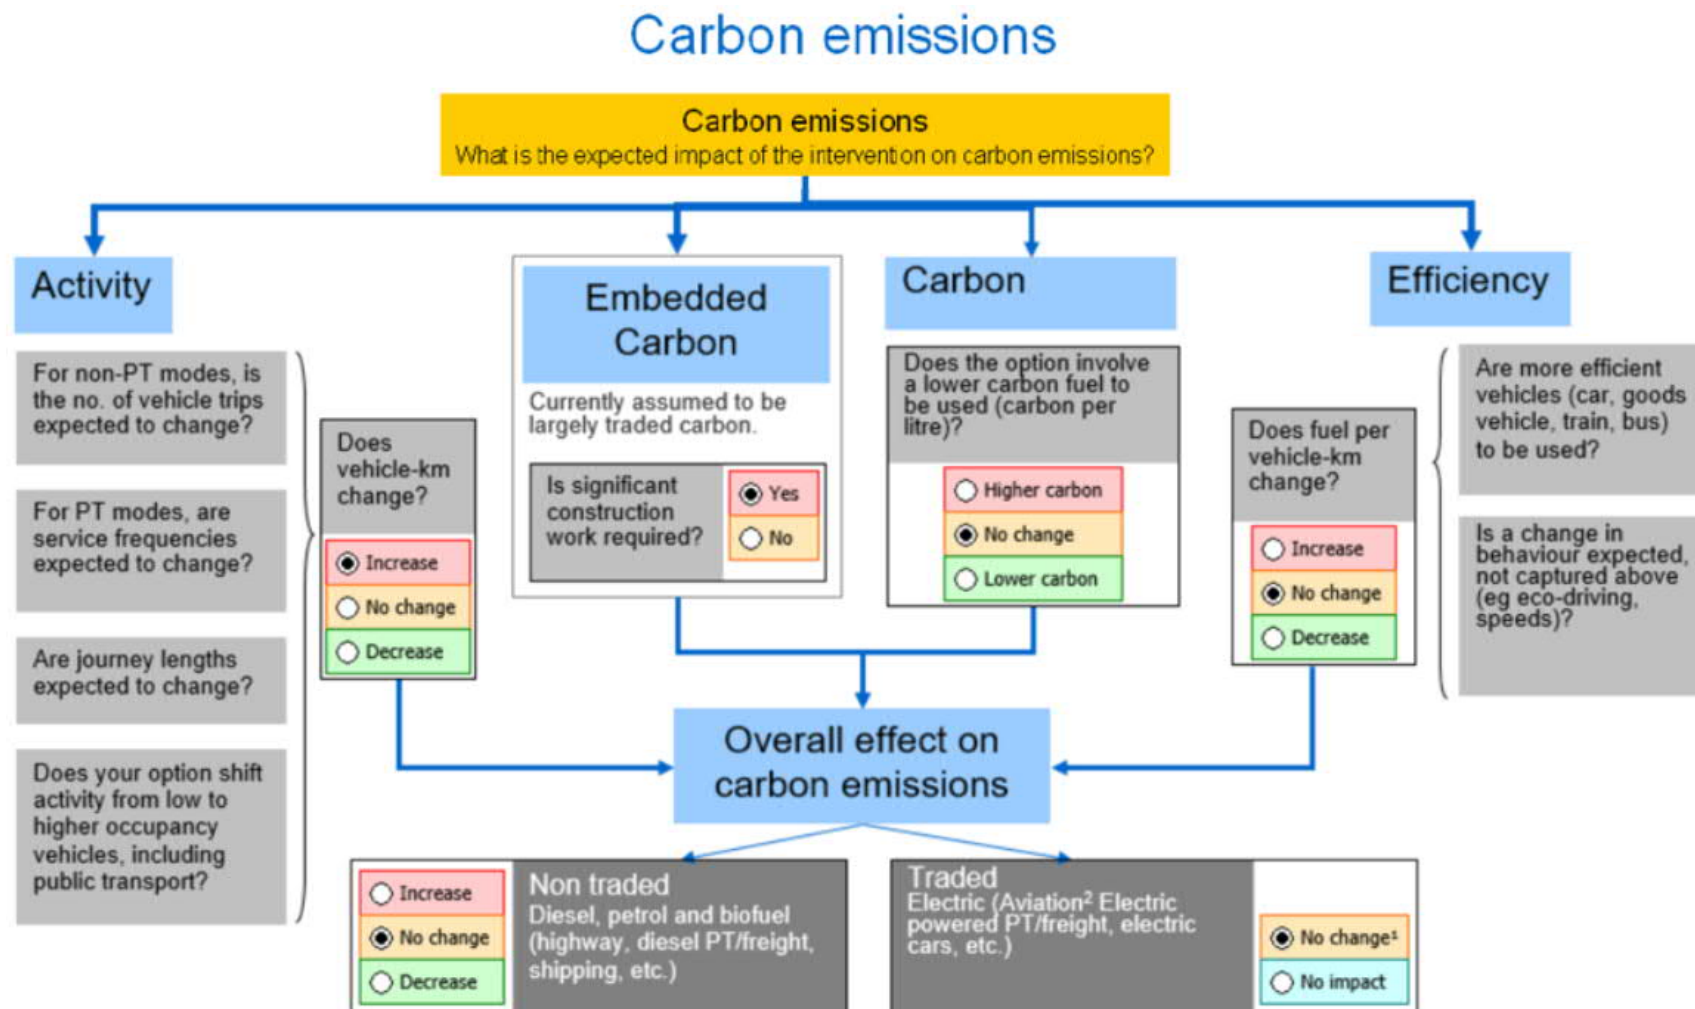 Carbon emissions
Carbon emissions
What is the expected impact of the intervention on carbon emissions?
Activity
For non-PT modes, is
the no. of vehicle trips
expected to change?
For PT modes, are
service frequencies
expected to change?
Are journey lengths
expected to change?
Does your option shift
activity from low to
higher occupancy
vehicles, including
public transport?
Does
vehicle-km
change?
Increase
No change
Decrease
Embedded
Carbon
Currently assumed to be
largely traded carbon.
Is significant
construction
work required?
Yes
No
Carbon
Does the option involve
a lower carbon fuel to
be used (carbon per
litre)?
Higher carbon
No change
Lower carbon
Efficiency
Does fuel per
vehicle-km
change?
Increase
No change
Decrease
Are more efficient
vehicles (car, goods
vehicle, train, bus)
to be used?
Is a change in
behaviour expected,
not captured above
(eg eco-driving,
speeds)?
Overall effect on
carbon emissions
Increase
No change
Decrease
Non traded
Diesel, petrol and biofuel
(highway, diesel PT/freight,
shipping, etc.)
Traded
Electric (Aviation² Electric
powered PT/freight, electric
cars, etc.)
No change¹
No impact